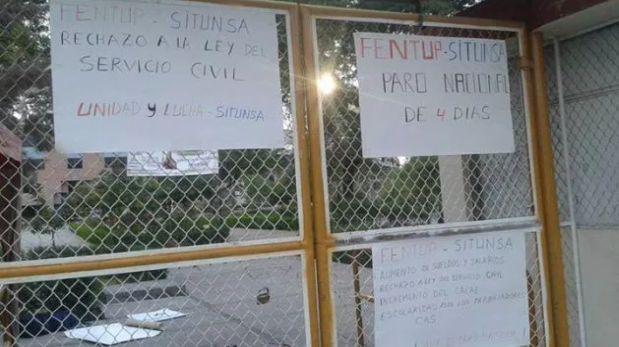 FENTUP - SITUNSA
RECHAZO A LA LEY DEL
SERVICIO CIVIL
UNIDAD Y LUCHA - SITUNSA
FENTUP - SITUNSA
PARO NACIONAL
DE 4 DIAS
FENTUP - SITUNSA
- AUMENTO DE SUELDOS Y SALARIOS
RECHAZO A LEY DEL SERVICIO CIVIL
INCREMENTO DEL CAFAE
ESCOLARIDAD PARA LOS TRABAJADORES
CAS